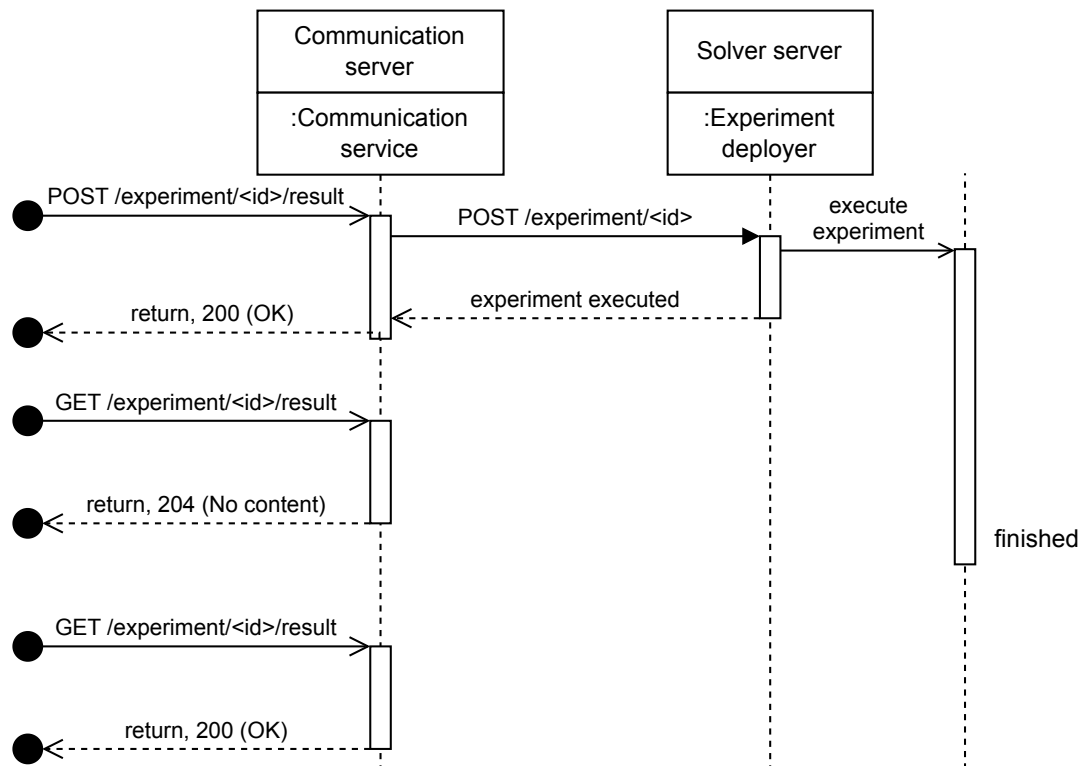 Communication
server
Solver server
:Communication
service
:Experiment
deployer
POST /experiment/<id>/result
POST /experiment/<id>
execute
experiment
experiment executed
return, 200 (OK)
GET /experiment/<id>/result
return, 204 (No content)
finished
GET /experiment/<id>/result
return, 200 (OK)